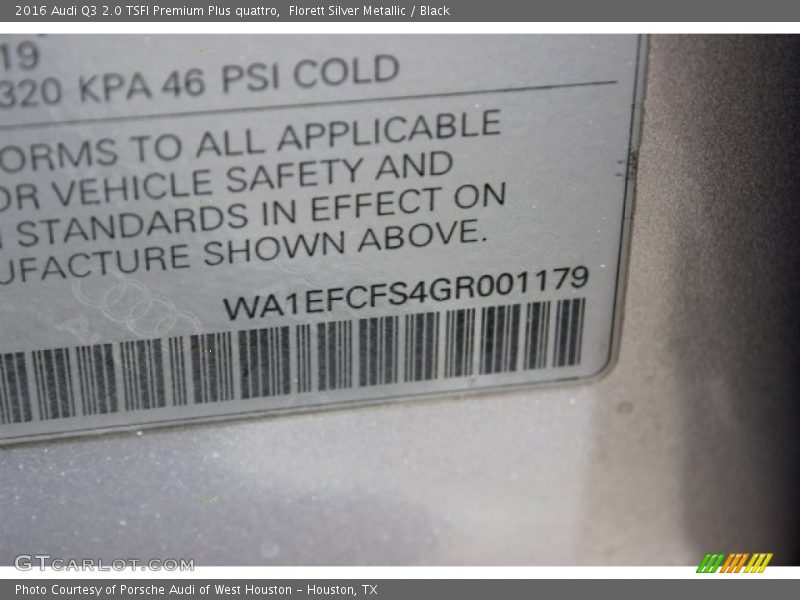 2016 Audi Q3 2.0 TSFI Premium Plus quattro,  Florett Silver Metallic / Black
19
320 KPA 46 PSI COLD
ORMS TO ALL APPLICABLE
OR VEHICLE SAFETY AND
STANDARDS IN EFFECT ON
UFACTURE SHOWN ABOVE.
WA1EFCFS4GR001179
GTCARLOT.COM
Photo Courtesy of Porsche Audi of West Houston - Houston, TX